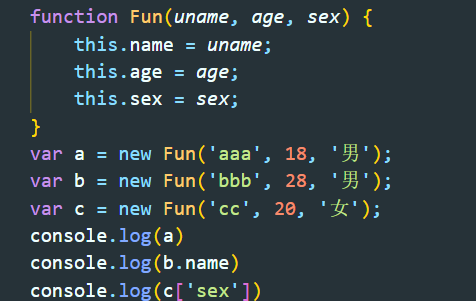 function Fun(uname, age, sex) {
    this.name = uname;
    this.age = age;
    this.sex = sex;
}
var a = new Fun('aaa', 18, '男');
var b = new Fun('bbb', 28, '男');
var c = new Fun('cc', 20, '女');
console.log(a)
console.log(b.name)
console.log(c['sex'])